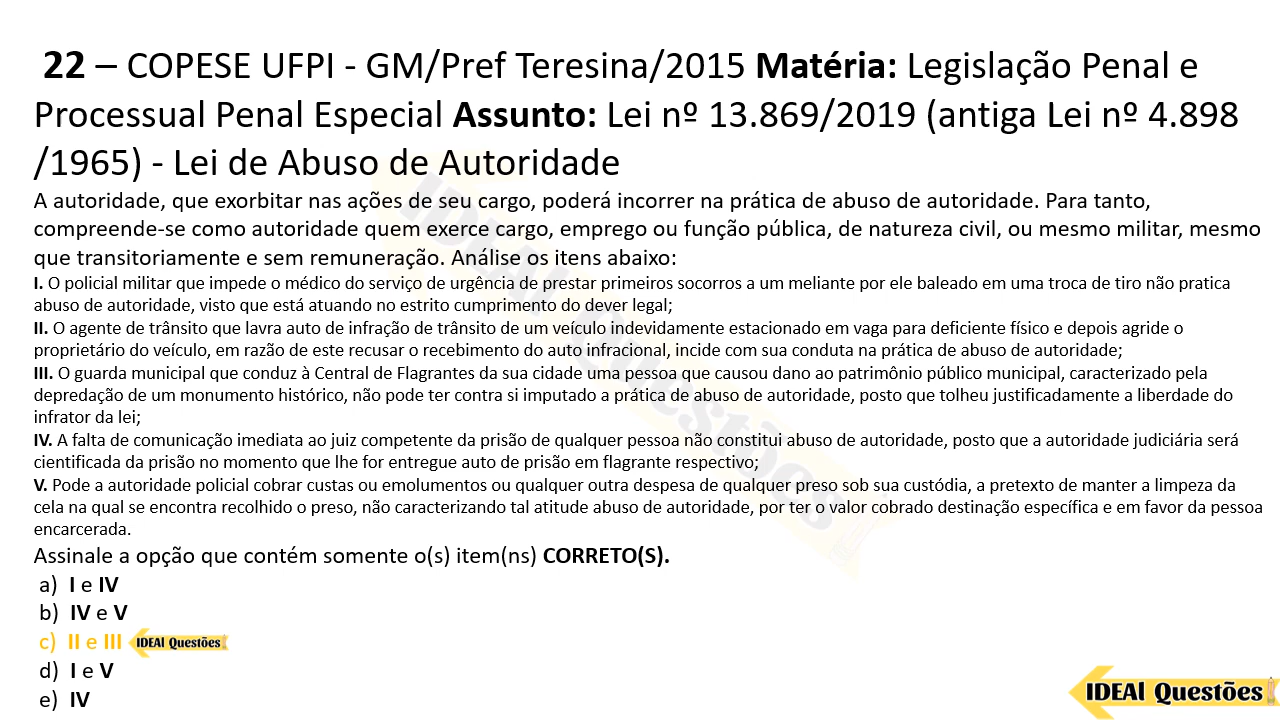 22 – COPESE UFPI - GM/Pref Teresina/2015 Matéria: Legislação Penal e
Processual Penal Especial Assunto: Lei nº 13.869/2019 (antiga Lei nº 4.898
/1965) - Lei de Abuso de Autoridade
A autoridade, que exorbitar nas ações de seu cargo, poderá incorrer na prática de abuso de autoridade. Para tanto,
compreende-se como autoridade quem exerce cargo, emprego ou função pública, de natureza civil, ou mesmo militar, mesmo
que transitoriamente e sem remuneração. Análise os itens abaixo:
I. O policial militar que impede o médico do serviço de urgência de prestar primeiros socorros a um meliante por ele baleado em uma troca de tiro não pratica
abuso de autoridade, visto que está atuando no estrito cumprimento do dever legal;
II. O agente de trânsito que lavra auto de infração de trânsito de um veículo indevidamente estacionado em vaga para deficiente físico e depois agride o
proprietário do veículo, em razão de este recusar o recebimento do auto infracional, incide com sua conduta na prática de abuso de autoridade;
III. O guarda municipal que conduz à Central de Flagrantes da sua cidade uma pessoa que causou dano ao patrimônio público municipal, caracterizado pela
depredação de um monumento histórico, não pode ter contra si imputado a prática de abuso de autoridade, posto que tolheu justificadamente a liberdade do
infrator da lei;
IV. A falta de comunicação imediata ao juiz competente da prisão de qualquer pessoa não constitui abuso de autoridade, posto que a autoridade judiciária será
cientificada da prisão no momento que lhe for entregue auto de prisão em flagrante respectivo;
V. Pode a autoridade policial cobrar custas ou emolumentos ou qualquer outra despesa de qualquer preso sob sua custódia, a pretexto de manter a limpeza da
cela na qual se encontra recolhido o preso, não caracterizando tal atitude abuso de autoridade, por ter o valor cobrado destinação específica e em favor da pessoa
encarcerada.
Assinale a opção que contém somente o(s) item(ns) CORRETO(S).
a) I e IV
b) IV e V
c) II e III IDEAl Questões
d) I e V
e) IV
IDEAl Questões
IDEAl Questões